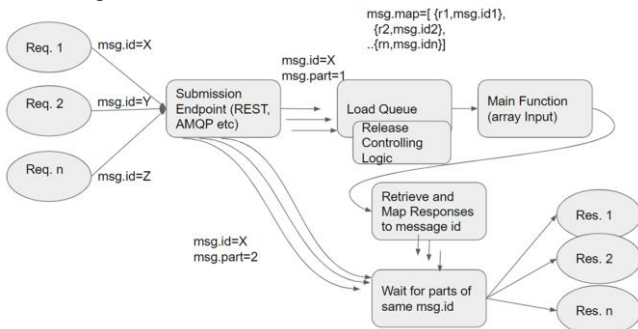 msg.map=[ {r1,msg.id1},
{r2,msg.id2},
..{rn,msg.idn}]
Req. 1
msg.id=X
Req. 2
msg.id=Y
Req. n
msg.id=Z
Submission
Endpoint (REST,
AMQP etc)
msg.id=X
msg.part=1
Load Queue
Release
Controlling
Logic
Main Function
(array Input)
Retrieve and
Map Responses
to message id
msg.id=X
msg.part=2
Wait for parts of
same msg.id
Res. 1
Res. 2
Res. n